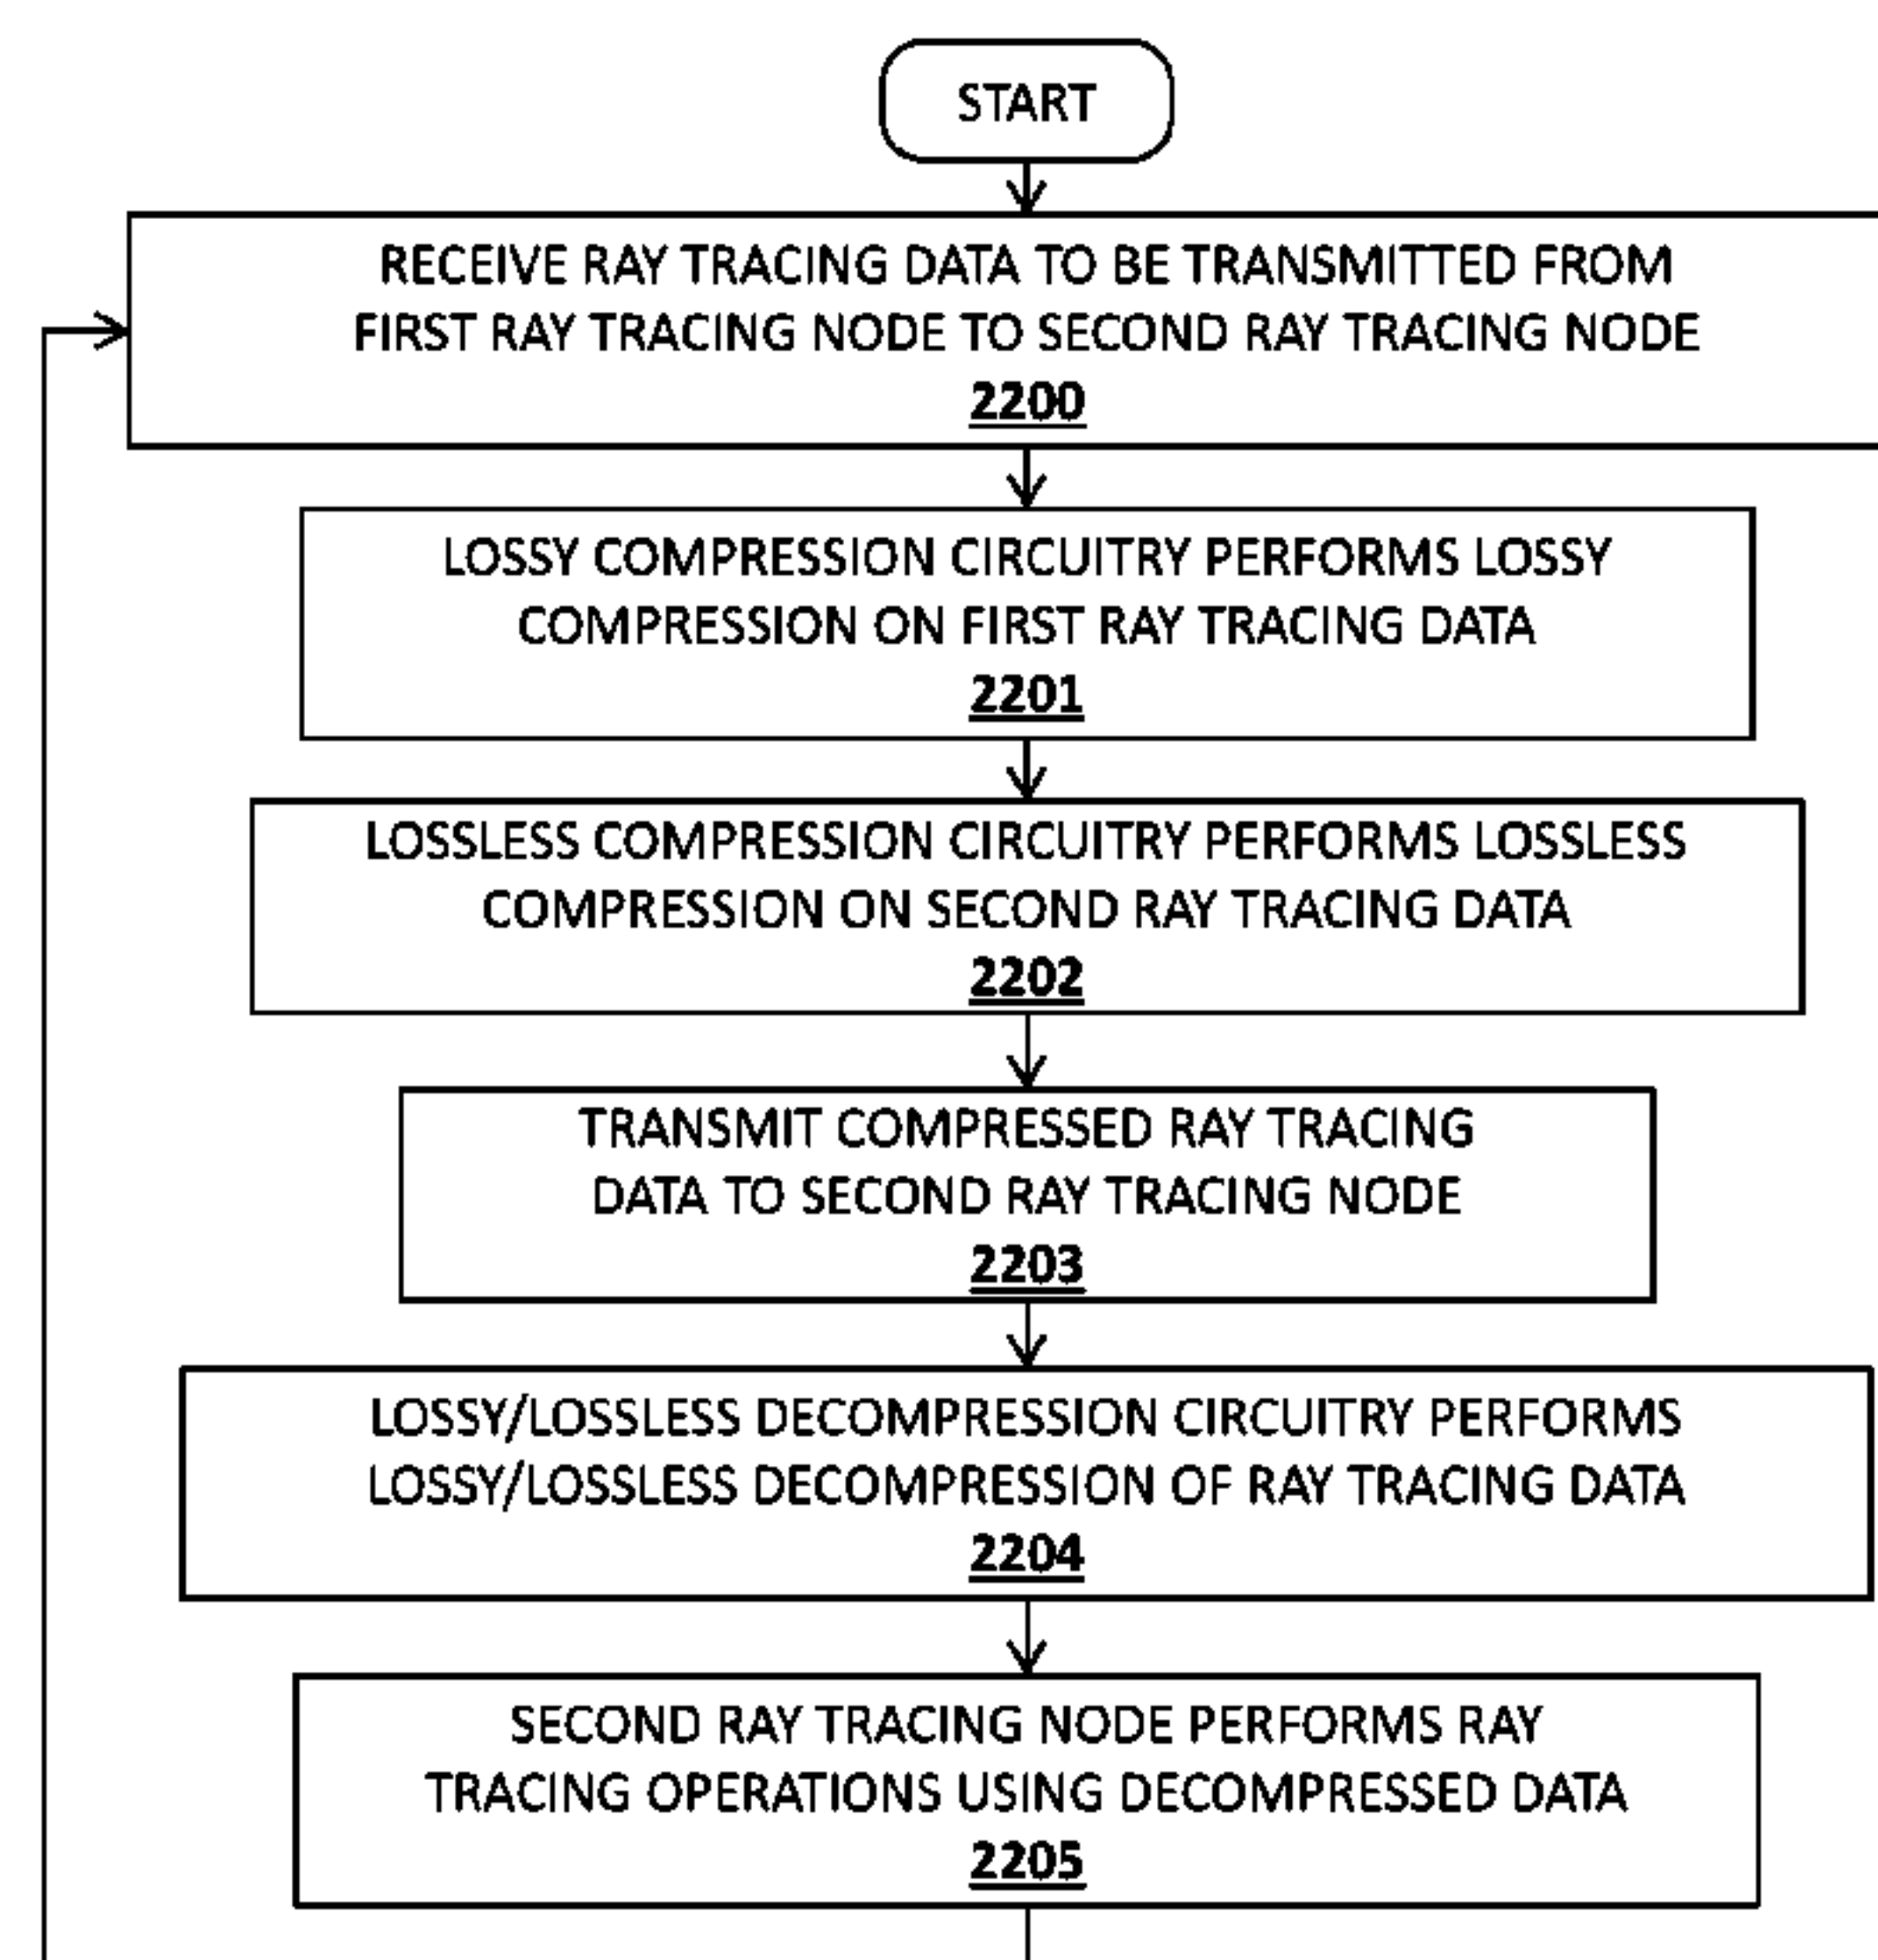 START
RECEIVE RAY TRACING DATA TO BE TRANSMITTED FROM
FIRST RAY TRACING NODE TO SECOND RAY TRACING NODE
2200
LOSSY COMPRESSION CIRCUITRY PERFORMS LOSSY
COMPRESSION ON FIRST RAY TRACING DATA
2201
LOSSLESS COMPRESSION CIRCUITRY PERFORMS LOSSLESS
COMPRESSION ON SECOND RAY TRACING DATA
2202
TRANSMIT COMPRESSED RAY TRACING
DATA TO SECOND RAY TRACING NODE
2203
LOSSY/LOSSLESS DECOMPRESSION CIRCUITRY PERFORMS
LOSSY/LOSSLESS DECOMPRESSION OF RAY TRACING DATA
2204
SECOND RAY TRACING NODE PERFORMS RAY
TRACING OPERATIONS USING DECOMPRESSED DATA
2205